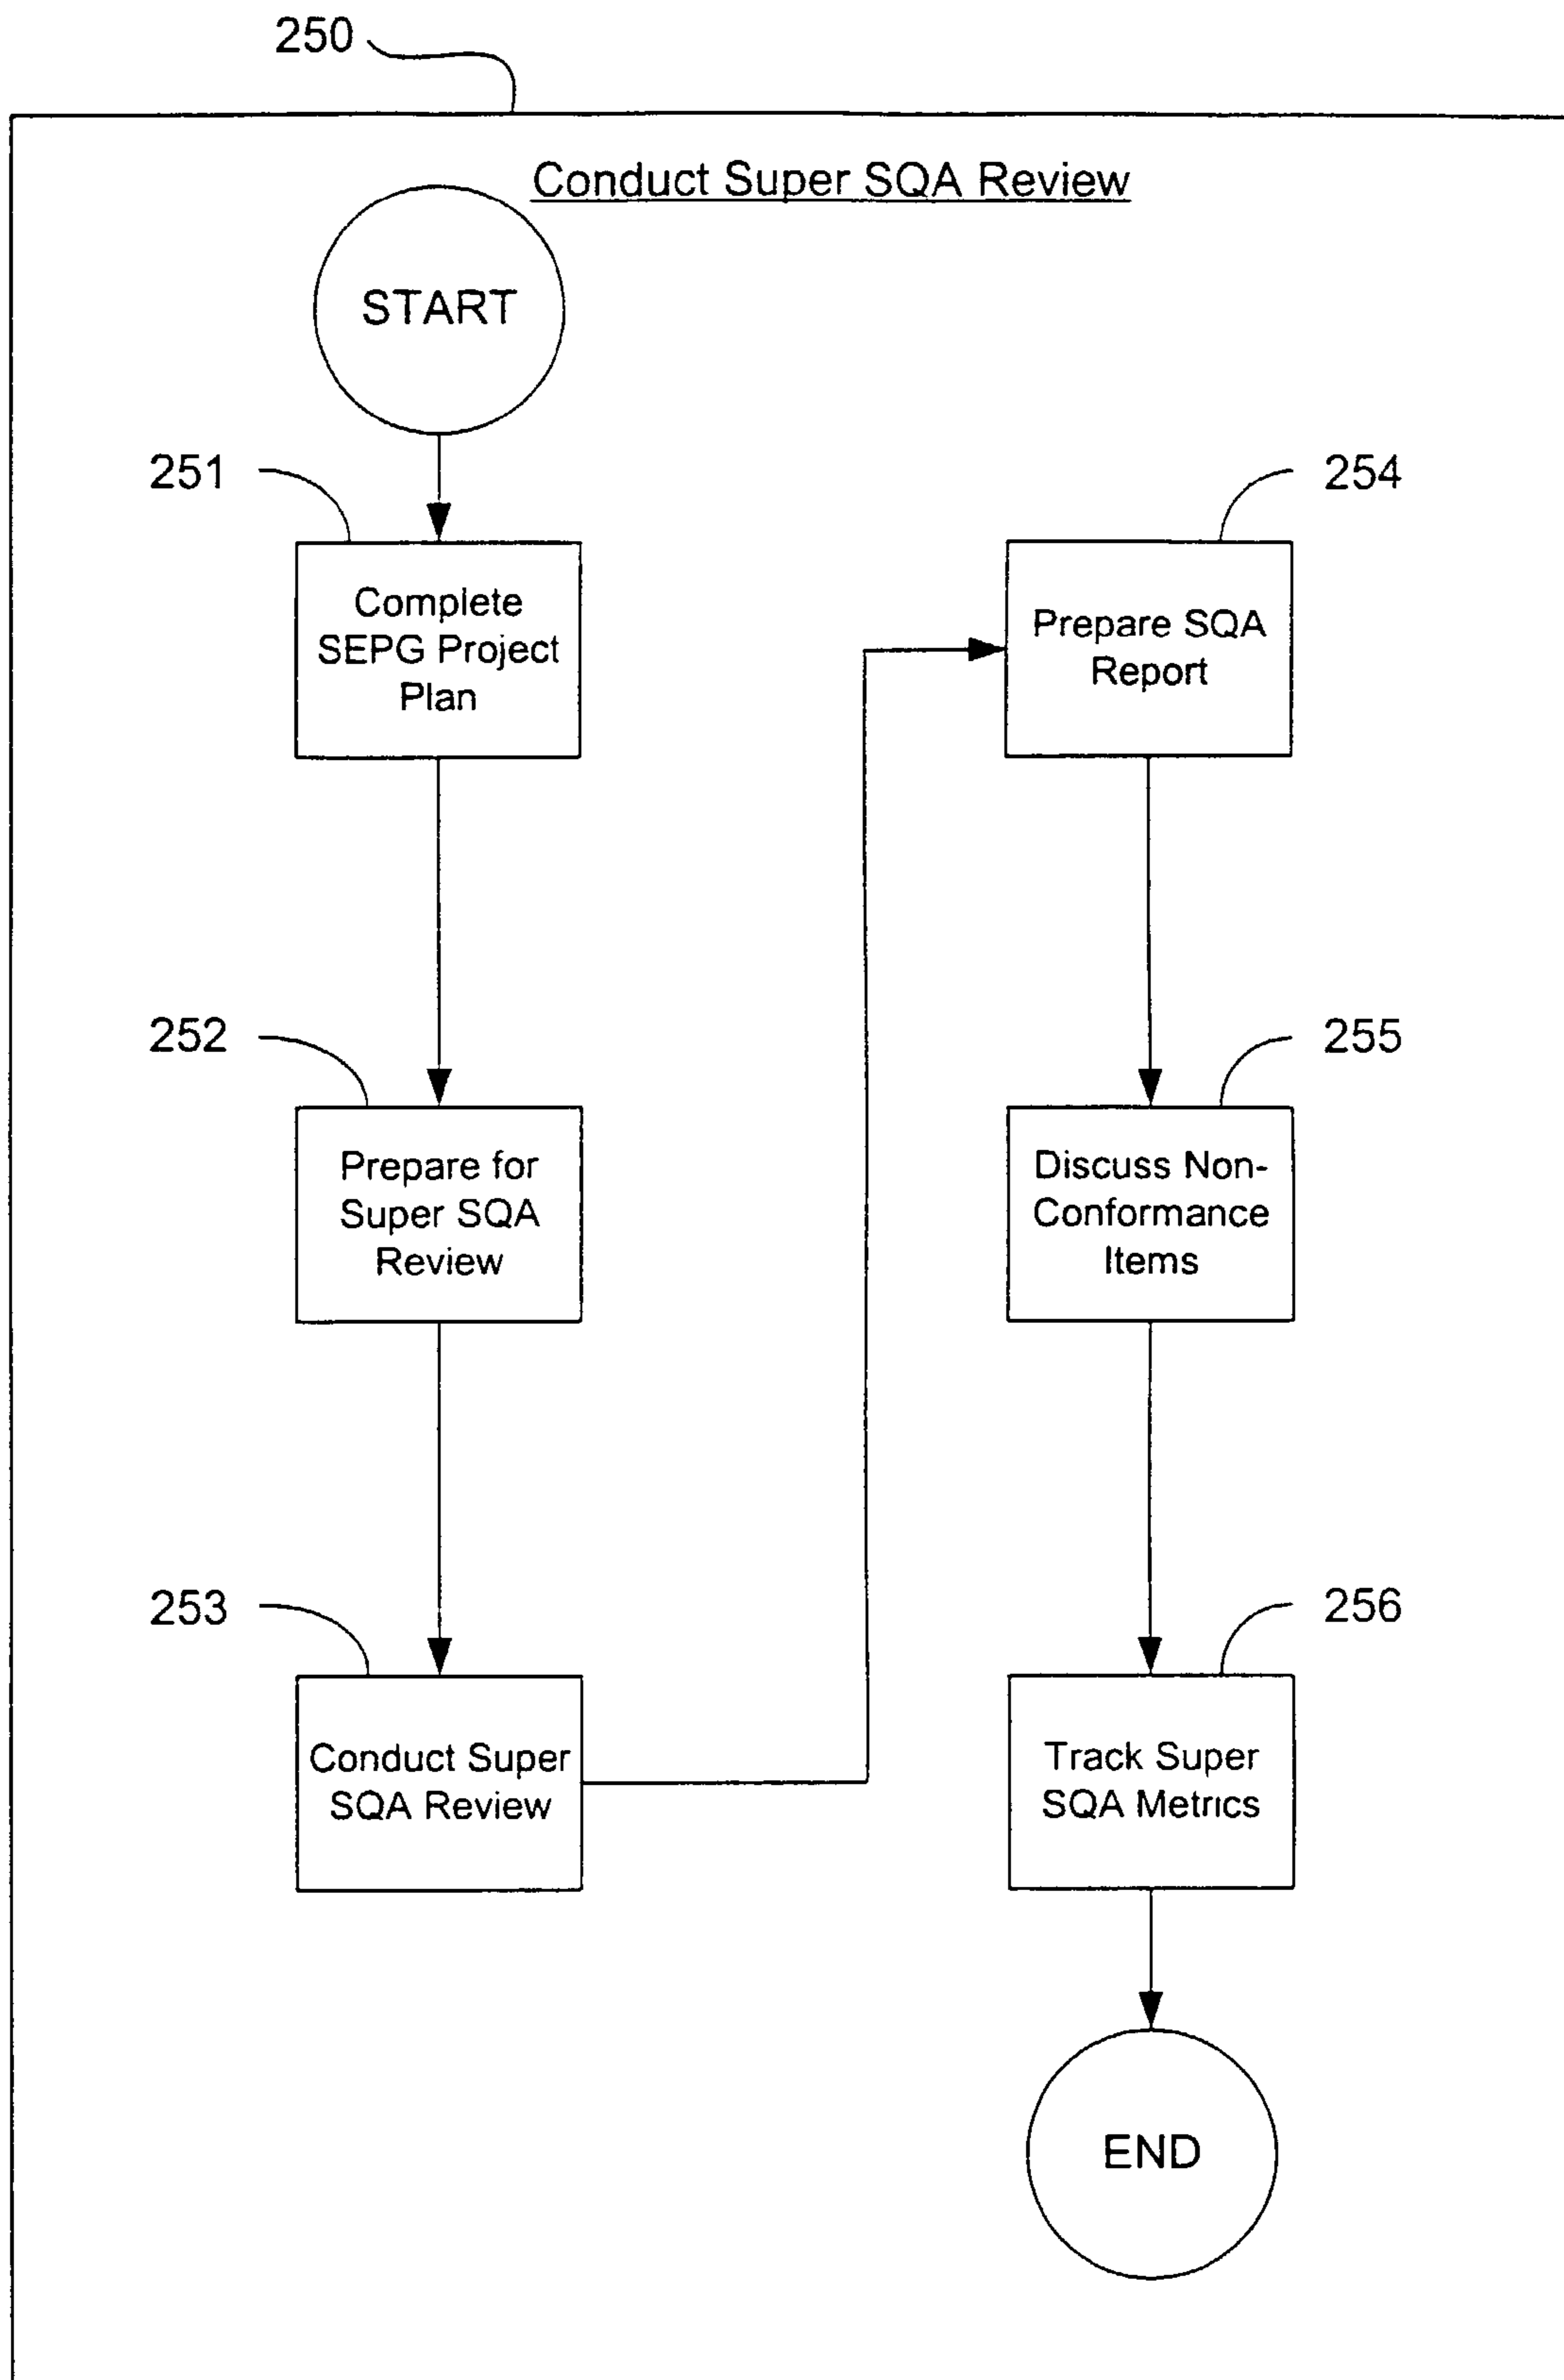 250
Conduct Super SQA Review
START
251
Complete
SEPG Project
Plan
252
Prepare for
Super SQA
Review
253
Conduct Super
SQA Review
254
Prepare SQA
Report
255
Discuss Non-
Conformance
Items
256
Track Super
SQA Metrics
END